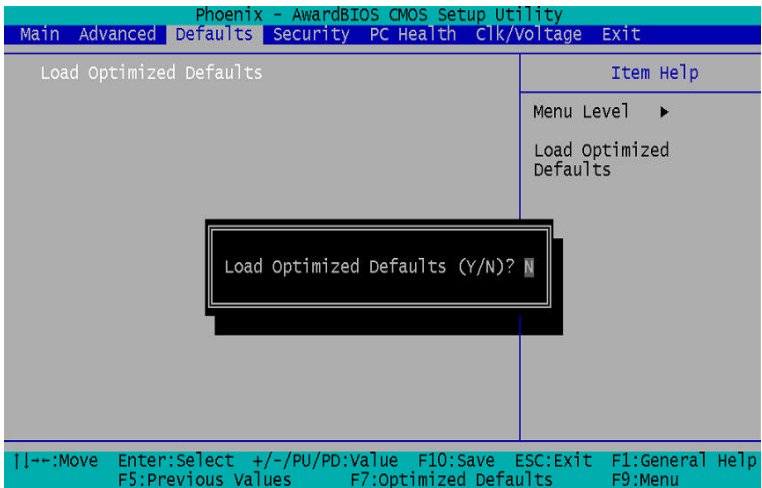 Phoenix - AwardBIOS CMOS Setup Utility
Main Advanced Defaults Security PC Health Clk/Voltage Exit
Load Optimized Defaults
Item Help
Menu Level ▶
Load Optimized
Defaults
Load Optimized Defaults (Y/N)? N
↑↓→←:Move Enter:Select +/-/PU/PD:Value F10:Save ESC:Exit F1:General Help
F5:Previous Values F7:Optimized Defaults F9:Menu